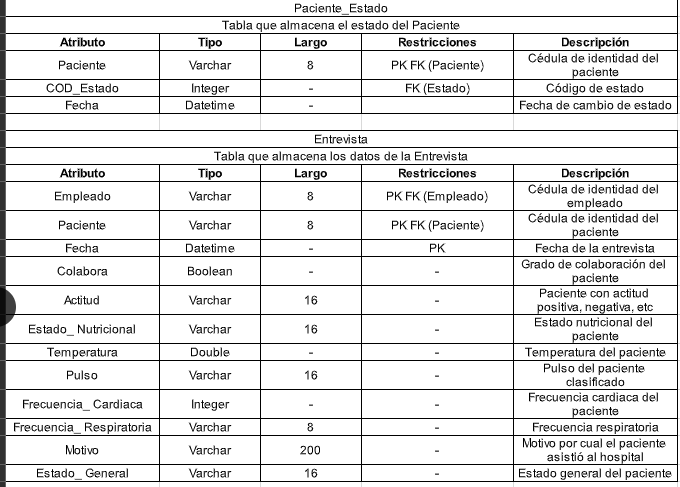 Paciente_Estado
Tabla que almacena el estado del Paciente
Atributo Tipo Largo Restricciones Descripción
Paciente Varchar 8 PK FK (Paciente) Cédula de identidad del paciente
COD_Estado Integer - FK (Estado) Código de estado
Fecha Datetime - Fecha de cambio de estado
Entrevista
Tabla que almacena los datos de la Entrevista
Atributo Tipo Largo Restricciones Descripción
Empleado Varchar 8 PK FK (Empleado) Cédula de identidad del empleado
Paciente Varchar 8 PK FK (Paciente) Cédula de identidad del paciente
Fecha Datetime - PK Fecha de la entrevista
Colabora Boolean - - Grado de colaboración del paciente
Actitud Varchar 16 - Paciente con actitud positiva, negativa, etc
Estado_ Nutricional Varchar 16 - Estado nutricional del paciente
Temperatura Double - - Temperatura del paciente
Pulso Varchar 16 - Pulso del paciente clasificado
Frecuencia_ Cardiaca Integer - - Frecuencia cardiaca del paciente
Frecuencia_ Respiratoria Varchar 8 - Frecuencia respiratoria
Motivo Varchar 200 - Motivo por cual el paciente asistió al hospital
Estado_ General Varchar 16 - Estado general del paciente